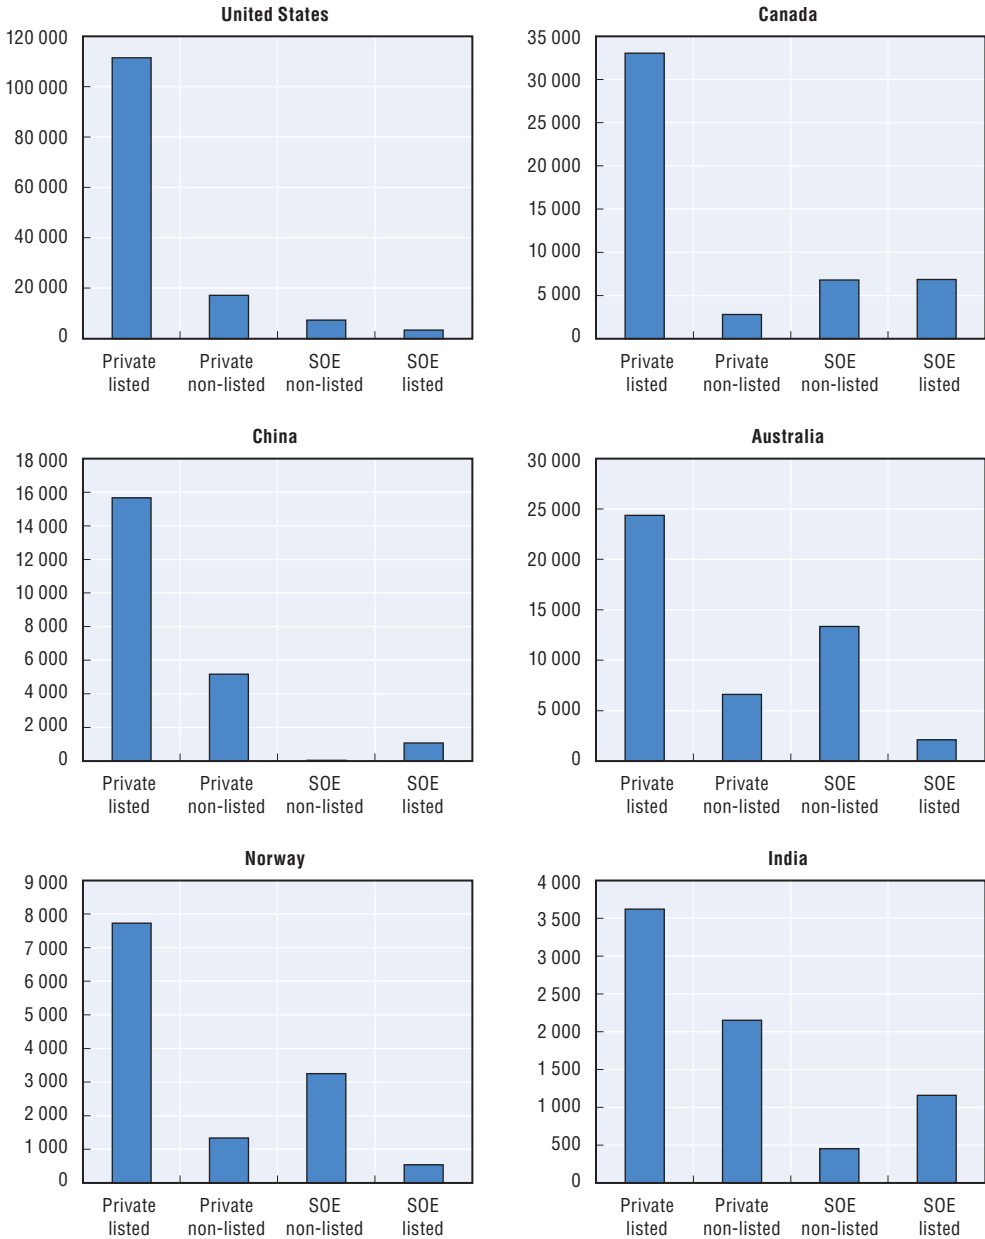 United States
120 000
100 000
80 000
60 000
40 000
20 000
0
Private
listed
Private
non-listed
SOE
non-listed
SOE
listed
Canada
35 000
30 000
25 000
20 000
15 000
10 000
5 000
0
Private
listed
Private
non-listed
SOE
non-listed
SOE
listed
China
18 000
16 000
14 000
12 000
10 000
8 000
6 000
4 000
2 000
0
Private
listed
Private
non-listed
SOE
non-listed
SOE
listed
Australia
30 000
25 000
20 000
15 000
10 000
5 000
0
Private
listed
Private
non-listed
SOE
non-listed
SOE
listed
Norway
9 000
8 000
7 000
6 000
5 000
4 000
3 000
2 000
1 000
0
Private
listed
Private
non-listed
SOE
non-listed
SOE
listed
India
4 000
3 500
3 000
2 500
2 000
1 500
1 000
500
0
Private
listed
Private
non-listed
SOE
non-listed
SOE
listed